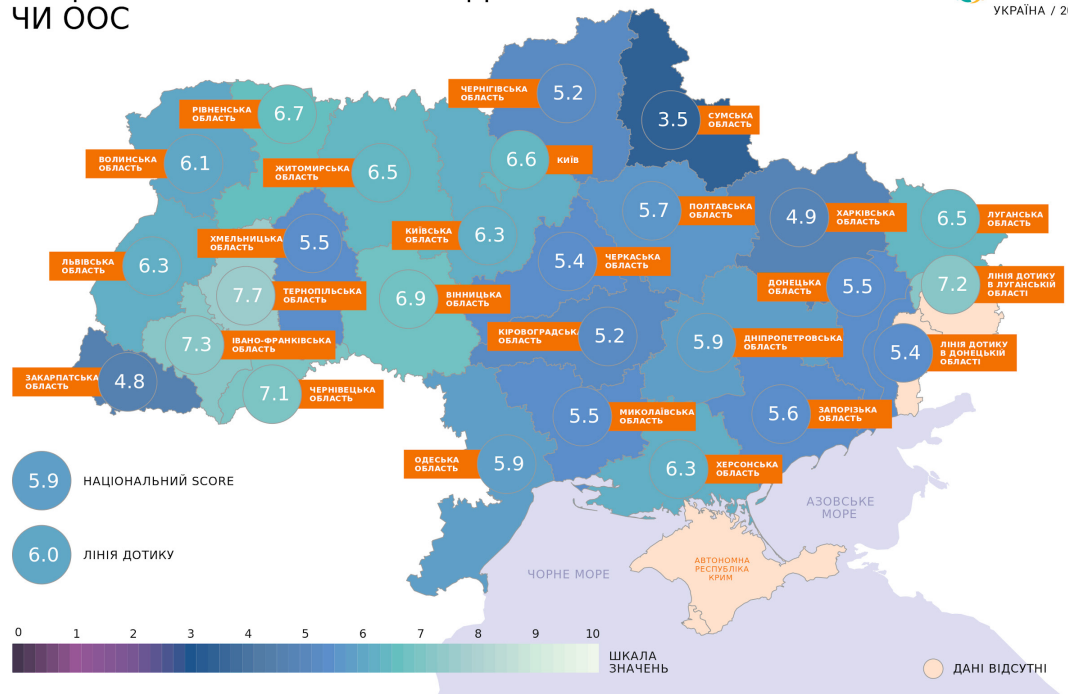 ЧИ ООС
УКРАЇНА / 20
ЧЕРНІГІВСЬКА
ОБЛАСТЬ
5.2
3.5
СУМСЬКА
ОБЛАСТЬ
РІВНЕНСЬКА
ОБЛАСТЬ
6.7
ВОЛИНСЬКА
ОБЛАСТЬ
6.1
ЖИТОМИРСЬКА
ОБЛАСТЬ
6.5
6.6
КИЇВ
5.7
ПОЛТАВСЬКА
ОБЛАСТЬ
4.9
ХАРКІВСЬКА
ОБЛАСТЬ
6.5
ЛУГАНСЬКА
ОБЛАСТЬ
ХМЕЛЬНИЦЬКА
ОБЛАСТЬ
5.5
КИЇВСЬКА
ОБЛАСТЬ
6.3
ЛЬВІВСЬКА
ОБЛАСТЬ
6.3
5.4
ЧЕРКАСЬКА
ОБЛАСТЬ
ДОНЕЦЬКА
ОБЛАСТЬ
5.5
7.2
ЛІНІЯ ДОТИКУ
В ЛУГАНСЬКІЙ
ОБЛАСТІ
7.7
ТЕРНОПІЛЬСЬКА
ОБЛАСТЬ
6.9
ВІННИЦЬКА
ОБЛАСТЬ
7.3
ІВАНО-ФРАНКІВСЬКА
ОБЛАСТЬ
КІРОВОГРАДСЬКА
ОБЛАСТЬ
5.2
5.9
ДНІПРОПЕТРОВСЬКА
ОБЛАСТЬ
5.4
ЛІНІЯ ДОТИКУ
В ДОНЕЦЬКІЙ
ОБЛАСТІ
ЗАКАРПАТСЬКА
ОБЛАСТЬ
4.8
7.1
ЧЕРНІВЕЦЬКА
ОБЛАСТЬ
5.5
МИКОЛАЇВСЬКА
ОБЛАСТЬ
5.6
ЗАПОРІЗЬКА
ОБЛАСТЬ
ОДЕСЬКА
ОБЛАСТЬ
5.9
6.3
ХЕРСОНСЬКА
ОБЛАСТЬ
5.9
НАЦІОНАЛЬНИЙ SCORE
6.0
ЛІНІЯ ДОТИКУ
АЗОВСЬКЕ
МОРЕ
ЧОРНЕ МОРЕ
АВТОНОМНА
РЕСПУБЛІКА
КРИМ
0 1 2 3 4 5 6 7 8 9 10
ШКАЛА
ЗНАЧЕНЬ
ДАНІ ВІДСУТНІ